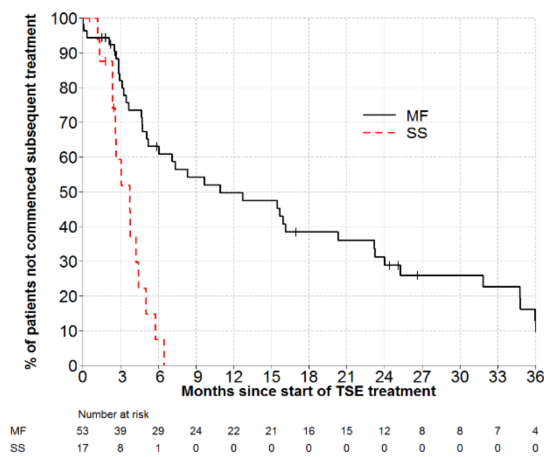 % of patients not commenced subsequent treatment
100
90
80
70
60
50
40
30
20
10
0
MF
SS
0 3 6 9 12 15 18 21 24 27 30 33 36
Months since start of TSE treatment
Number at risk
MF 53 39 29 24 22 21 16 15 12 8 8 7 4
SS 17 8 1 0 0 0 0 0 0 0 0 0 0